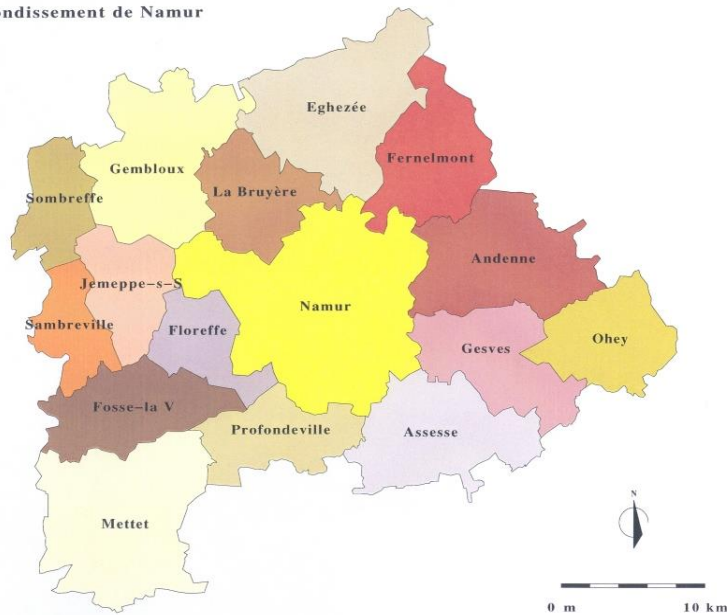 ondissement de Namur
Eghezée
Fernelmont
Gembloux
La Bruyère
Sombreffe
Andenne
Jemeppe-s-S
Namur
Sambreville
Floreffe
Gesves
Ohey
Fosse-la V
Profondeville
Assesse
Mettet
N
0 m
10 km